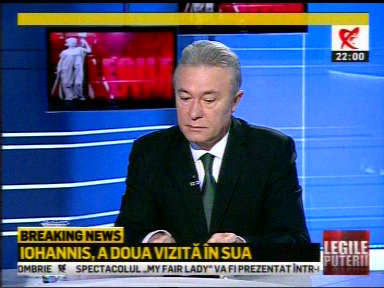 22:00
BREAKING NEWS
IOHANNIS, A DOUA VIZITĂ ÎN SUA
LEGILE
PUTERII
OMBRIE SPECTACOLUL „MY FAIR LADY" VA FI PREZENTAT ÎNTR-I